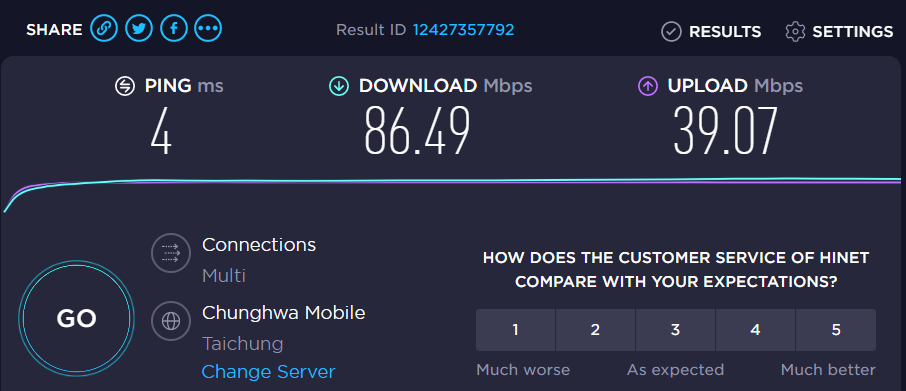 SHARE Result ID 12427357792 RESULTS SETTINGS
PING ms DOWNLOAD Mbps UPLOAD Mbps
4 86.49 39.07
Connections
Multi
HOW DOES THE CUSTOMER SERVICE OF HINET
COMPARE WITH YOUR EXPECTATIONS?
GO
Chunghwa Mobile
Taichung
Change Server
1 2 3 4 5
Much worse As expected Much better